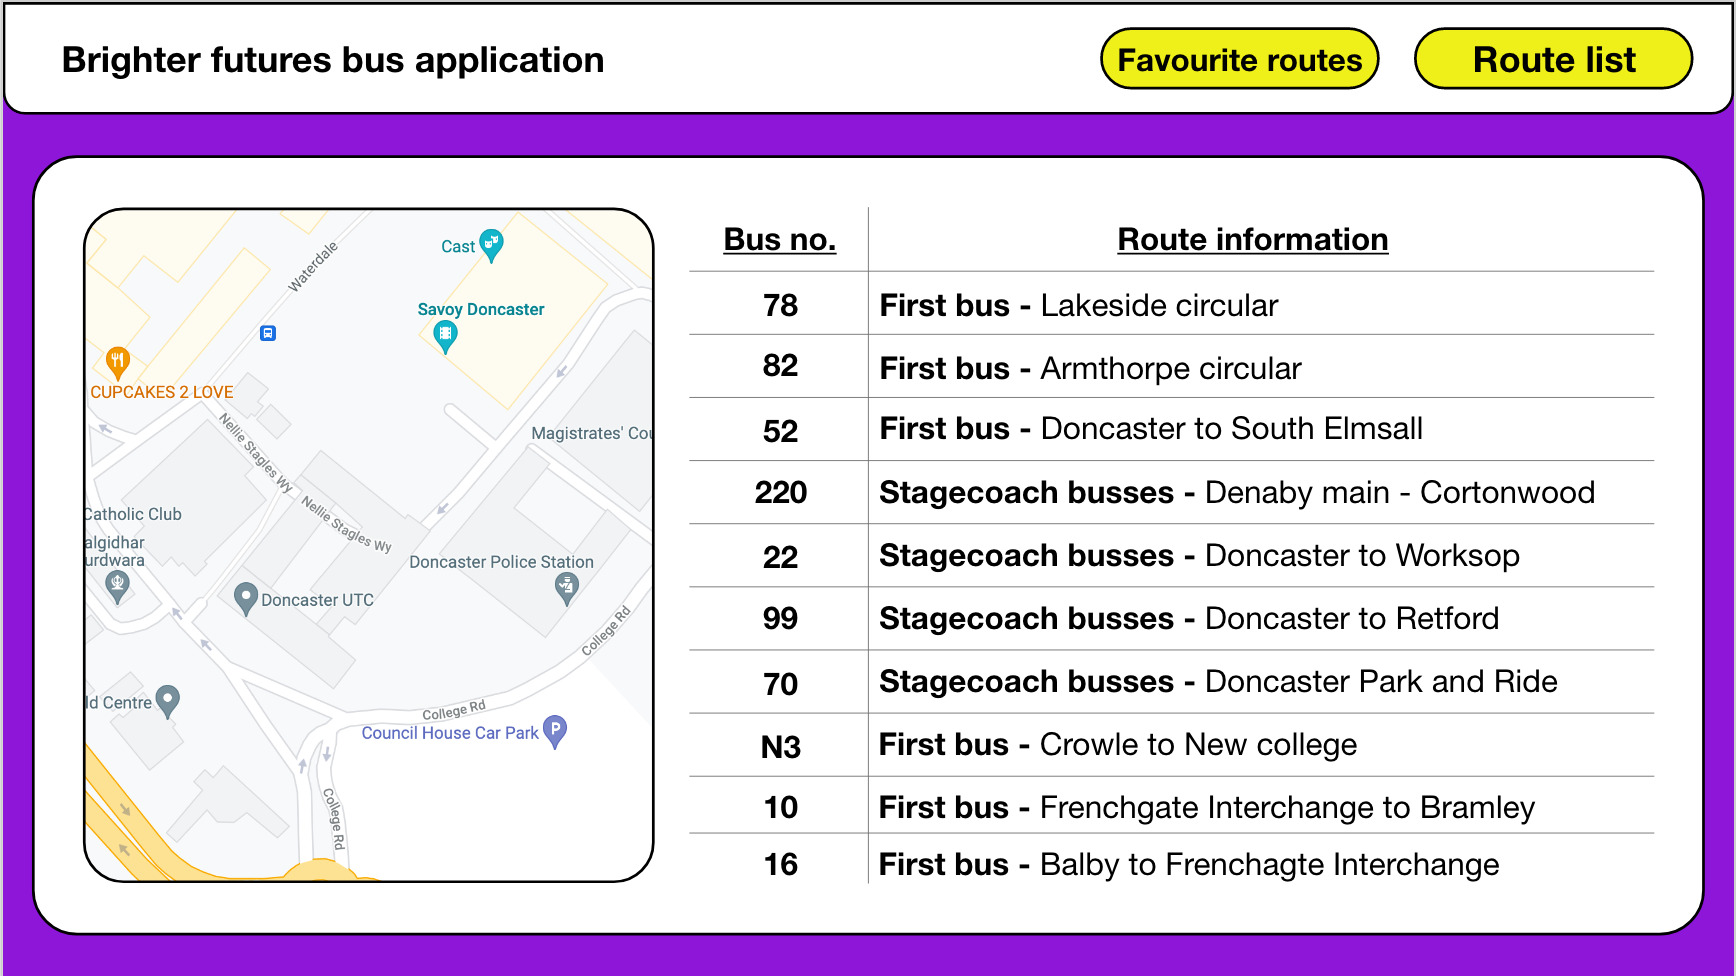 Brighter futures bus application
Favourite routes
Route list
Waterdale
Cast
Savoy Doncaster
CUPCAKES 2 LOVE
Nellie Stagles Wy
Magistrates' Cou
Nellie Stagles Wy
Catholic Club
algidhar
urdwara
Doncaster Police Station
Doncaster UTC
College Rd
ld Centre
College Rd
Council House Car Park
P
College Rd
Bus no. Route information
78 First bus - Lakeside circular
82 First bus - Armthorpe circular
52 First bus - Doncaster to South Elmsall
220 Stagecoach busses - Denaby main - Cortonwood
22 Stagecoach busses - Doncaster to Worksop
99 Stagecoach busses - Doncaster to Retford
70 Stagecoach busses - Doncaster Park and Ride
N3 First bus - Crowle to New college
10 First bus - Frenchgate Interchange to Bramley
16 First bus - Balby to Frenchagte Interchange